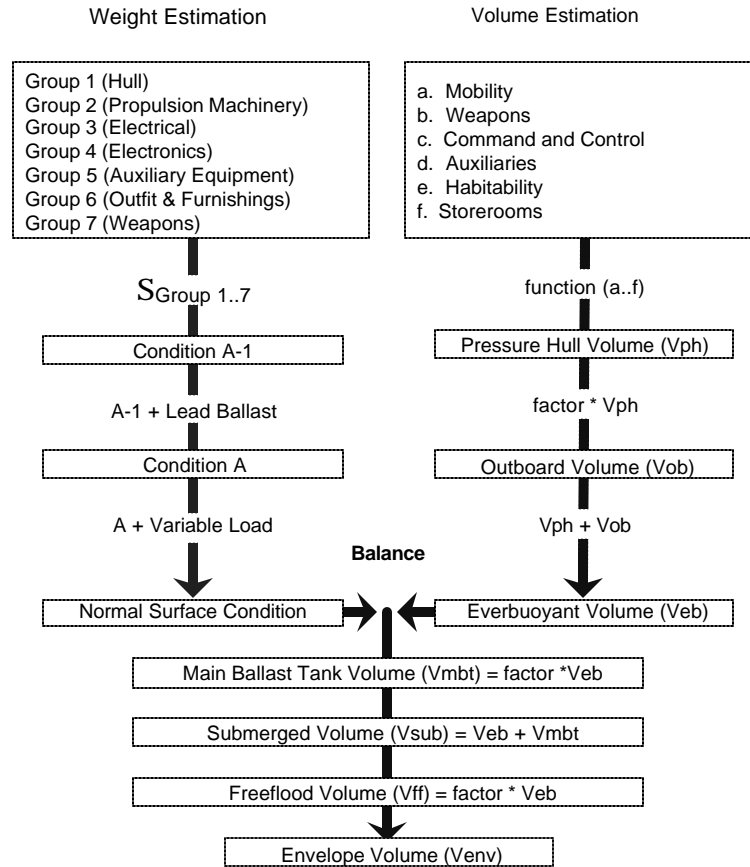 Weight Estimation
Volume Estimation
Group 1 (Hull)
Group 2 (Propulsion Machinery)
Group 3 (Electrical)
Group 4 (Electronics)
Group 5 (Auxiliary Equipment)
Group 6 (Outfit & Furnishings)
Group 7 (Weapons)
a. Mobility
b. Weapons
c. Command and Control
d. Auxiliaries
e. Habitability
f. Storerooms
SGroup 1..7
function (a..f)
Condition A-1
Pressure Hull Volume (Vph)
A-1 + Lead Ballast
factor * Vph
Condition A
Outboard Volume (Vob)
A + Variable Load
Vph + Vob
Balance
Normal Surface Condition
Everbuoyant Volume (Veb)
Main Ballast Tank Volume (Vmbt) = factor *Veb
Submerged Volume (Vsub) = Veb + Vmbt
Freeflood Volume (Vff) = factor * Veb
Envelope Volume (Venv)